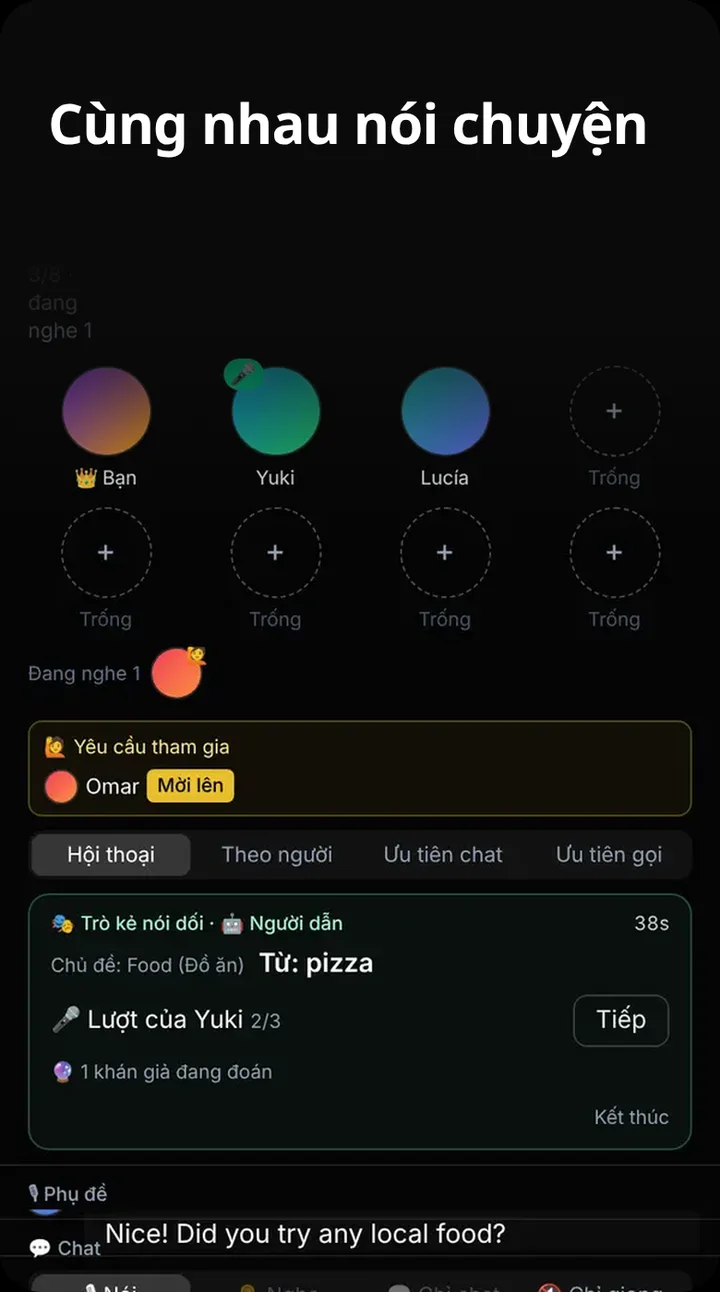 Cùng nhau nói chuyện
3/8 ·
đang
nghe 1
👑 Bạn
Yuki
Lucía
+
Trống
+
Trống
+
Trống
+
Trống
+
Trống
Đang nghe 1
🙋 Yêu cầu tham gia
Omar Mời lên
Hội thoại Theo người Ưu tiên chat Ưu tiên gọi
🎭 Trò kẻ nói dối · 🤖 Người dẫn 38s
Chủ đề: Food (Đồ ăn) Từ: pizza
🎤 Lượt của Yuki 2/3 Tiếp
🔮 1 khán giả đang đoán
Kết thúc
🎙 Phụ đề
Nice! Did you try any local food?
💬 Chat